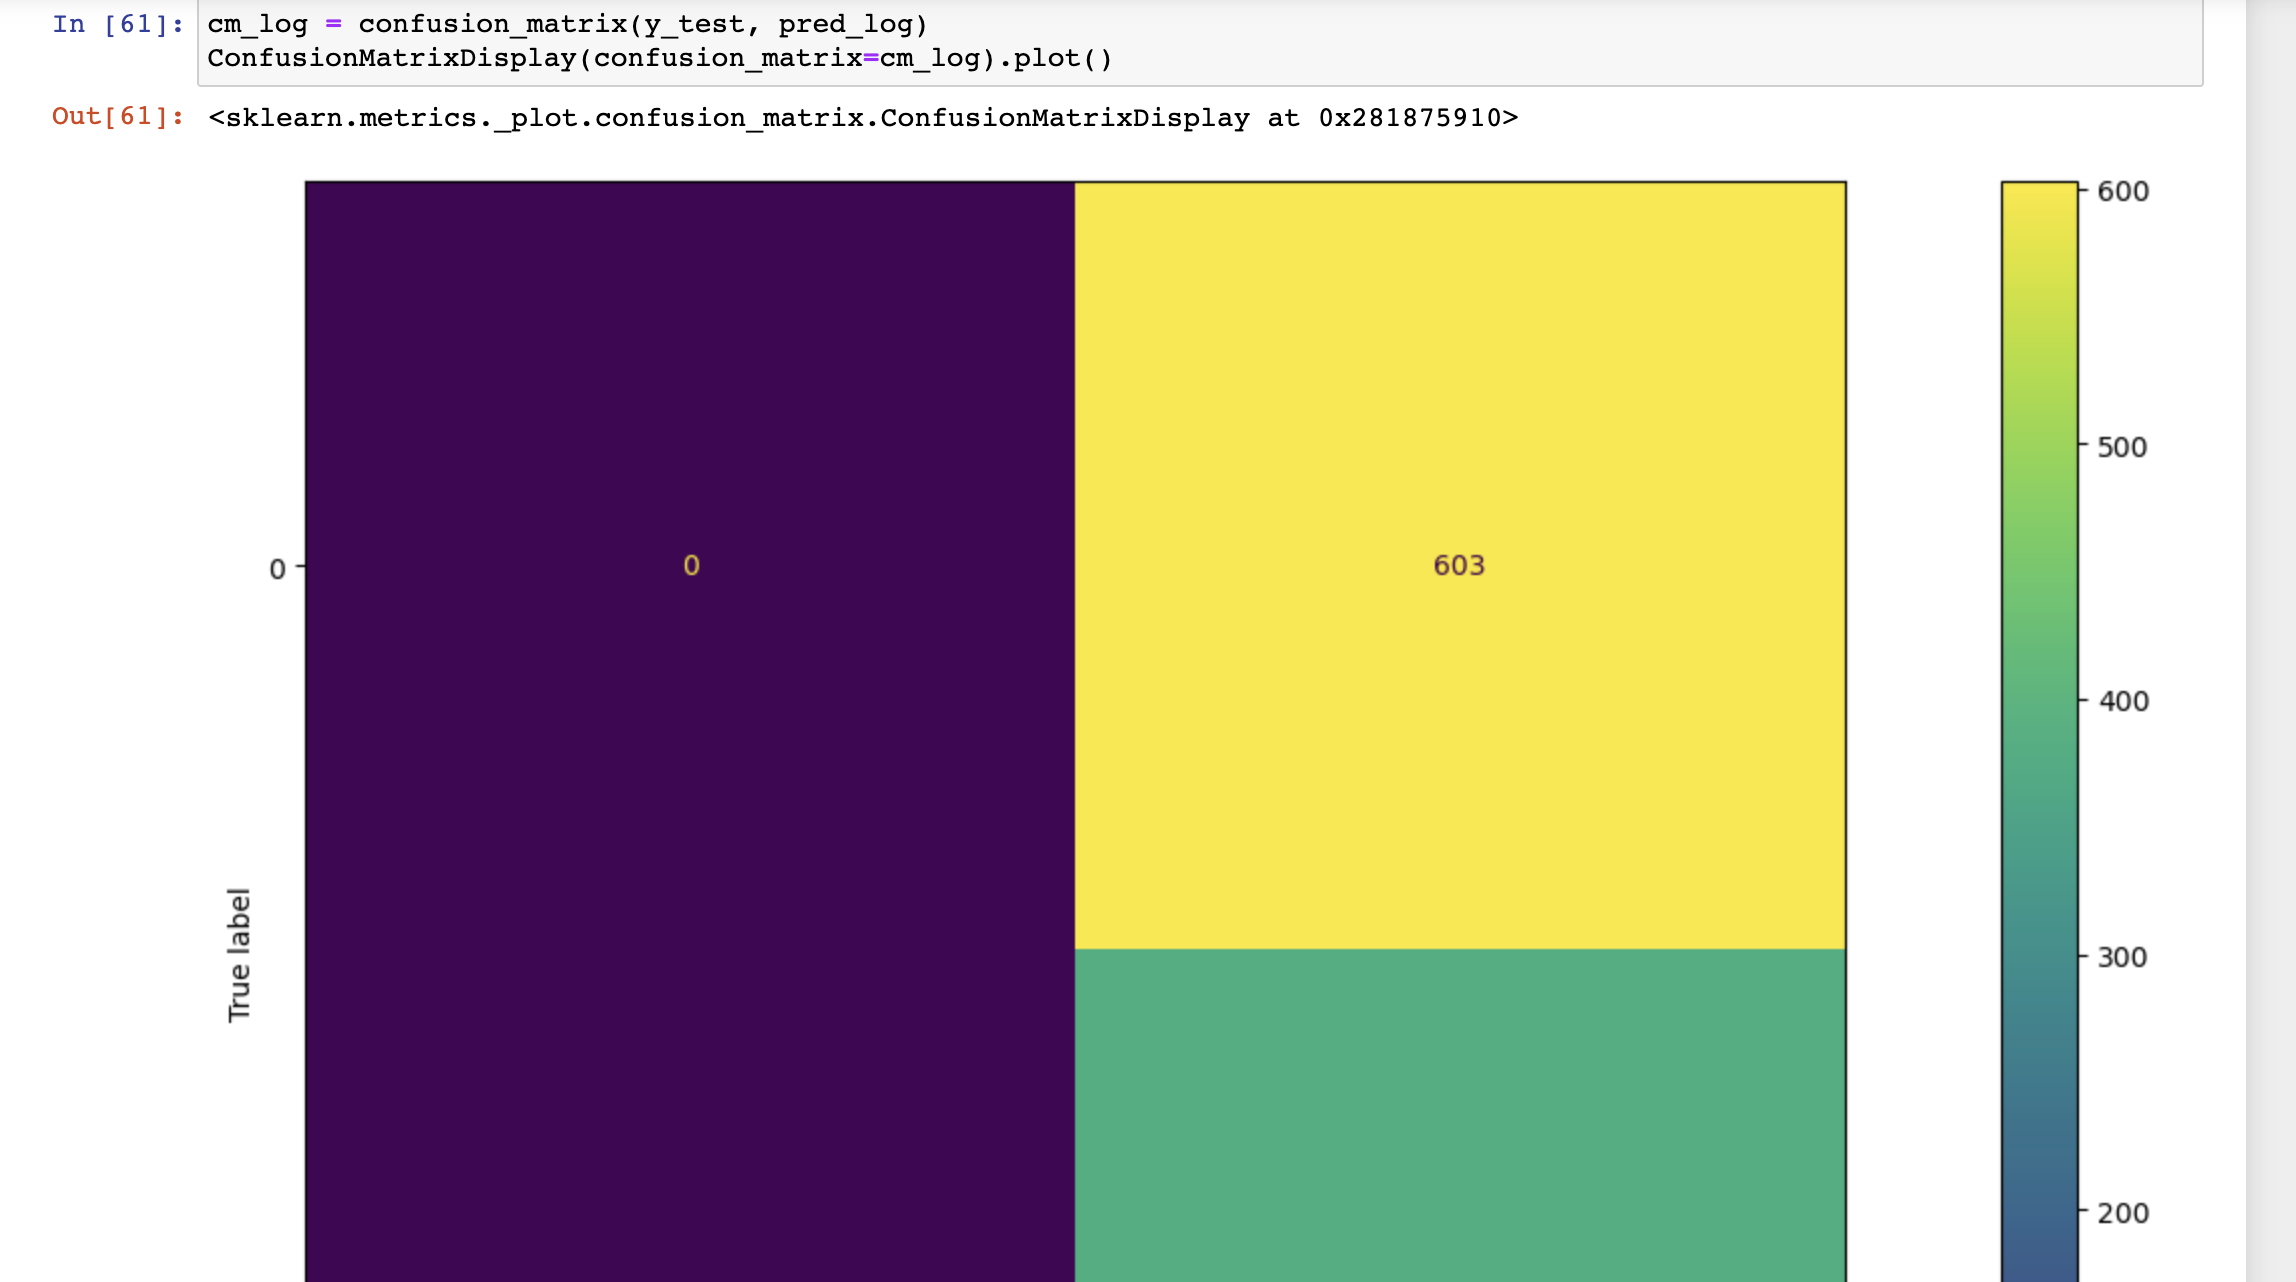 In [61]: cm_log = confusion_matrix(y_test, pred_log)
ConfusionMatrixDisplay(confusion_matrix=cm_log).plot()
Out[61]: <sklearn.metrics._plot.confusion_matrix.ConfusionMatrixDisplay at 0x281875910>
600
500
0
0
603
400
True label
300
200